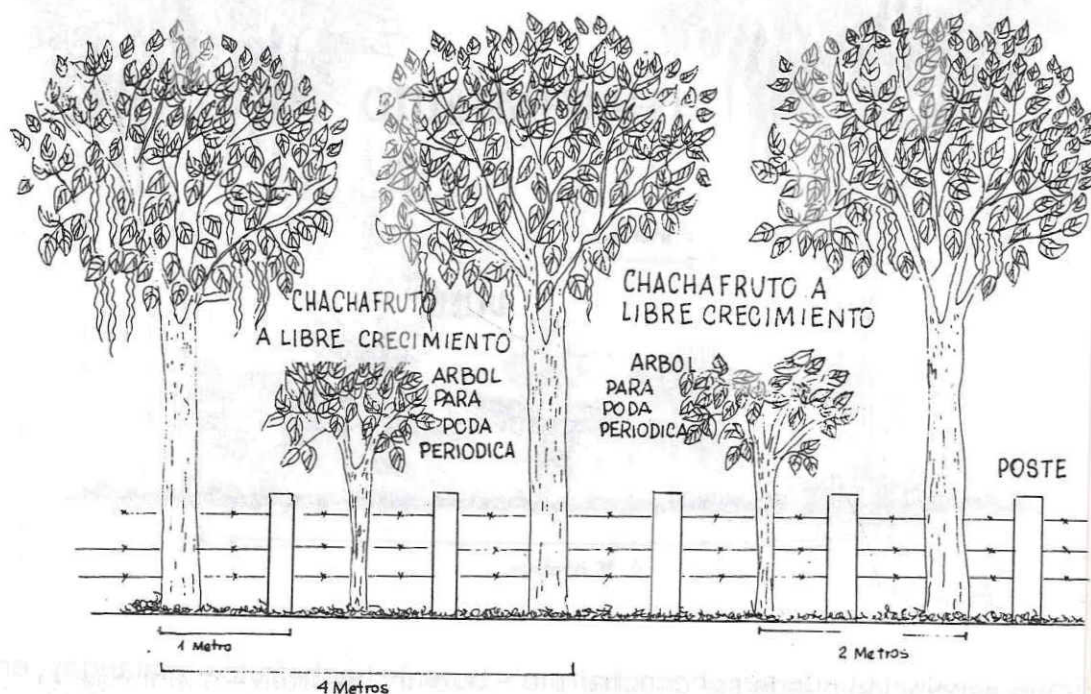 CHACHAFRUTO
A LIBRE CRECIMIENTO
ARBOL
PARA
PODA
PERIODICA
CHACHAFRUTO A
LIBRE CRECIMIENTO
ARBOL
PARA
PODA
PERIODICA
POSTE
1 Metro
4 Metros
2 Metros